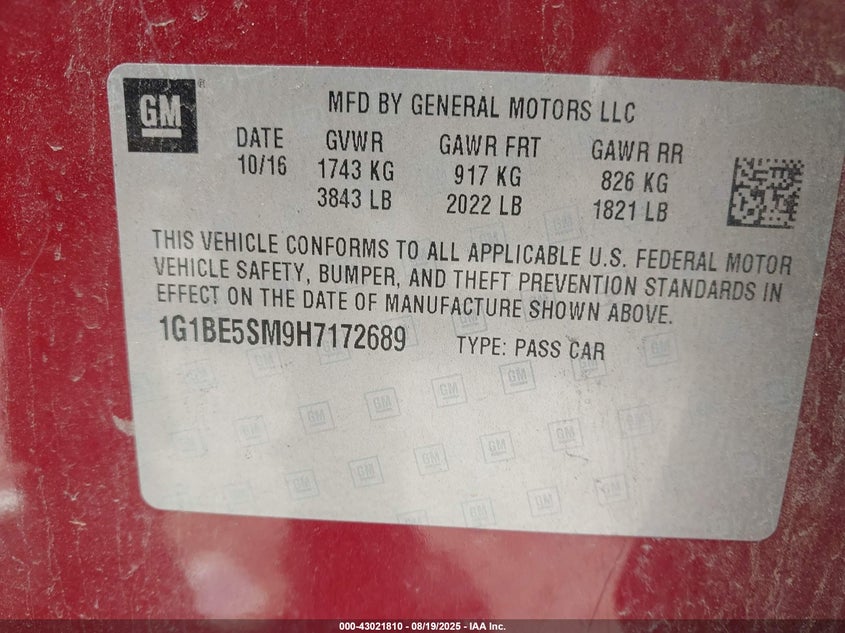 GM
MFD BY GENERAL MOTORS LLC
DATE GVWR GAWR FRT GAWR RR
10/16 1743 KG 917 KG 826 KG
3843 LB 2022 LB 1821 LB
THIS VEHICLE CONFORMS TO ALL APPLICABLE U.S. FEDERAL MOTOR
VEHICLE SAFETY, BUMPER, AND THEFT PREVENTION STANDARDS IN
EFFECT ON THE DATE OF MANUFACTURE SHOWN ABOVE.
1G1BE5SM9H7172689 TYPE: PASS CAR
000-43021810 - 08/19/2025 - IAA Inc.